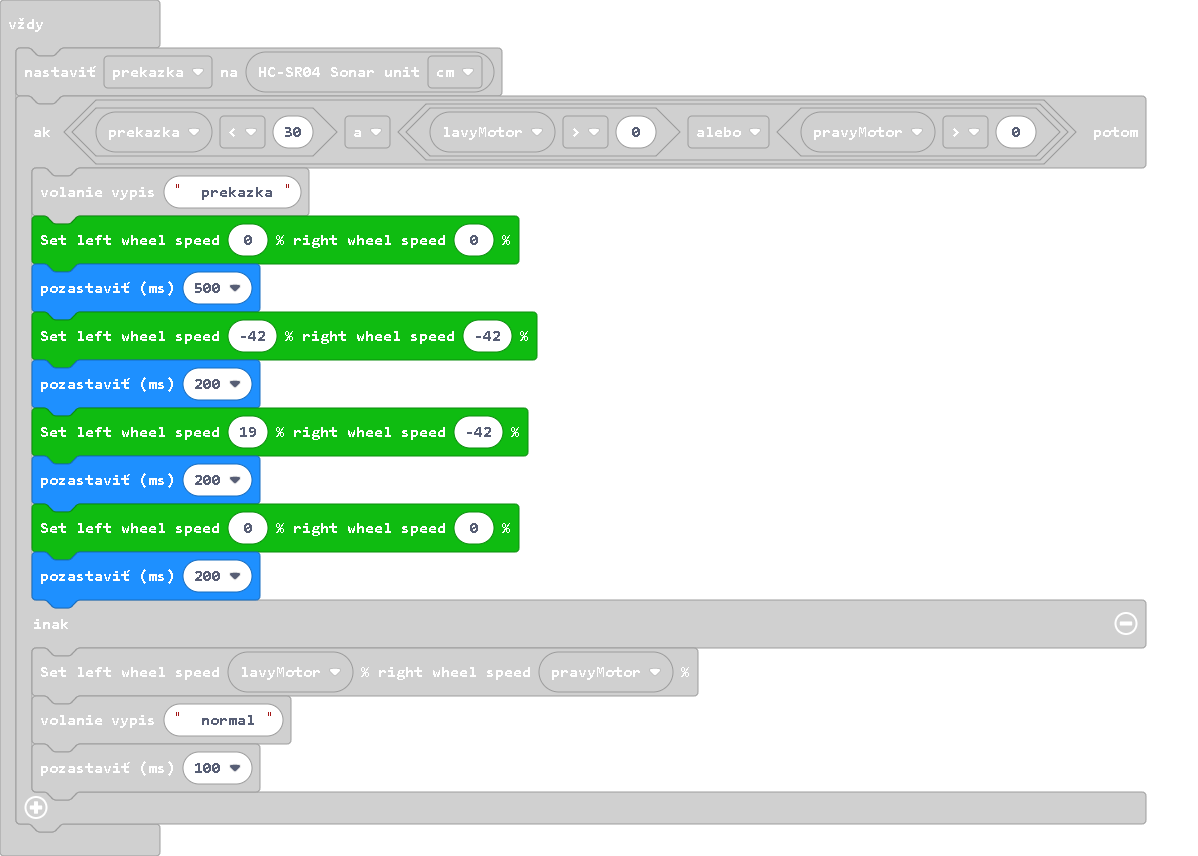 vždy
nastaviť prekazka na HC-SR04 Sonar unit cm
ak prekazka < 30 a lavyMotor > 0 alebo pravyMotor > 0 potom
volanie vypis " prekazka "
Set left wheel speed 0 % right wheel speed 0 %
pozastaviť (ms) 500
Set left wheel speed -42 % right wheel speed -42 %
pozastaviť (ms) 200
Set left wheel speed 19 % right wheel speed -42 %
pozastaviť (ms) 200
Set left wheel speed 0 % right wheel speed 0 %
pozastaviť (ms) 200
inak
Set left wheel speed lavyMotor % right wheel speed pravyMotor %
volanie vypis " normal "
pozastaviť (ms) 100